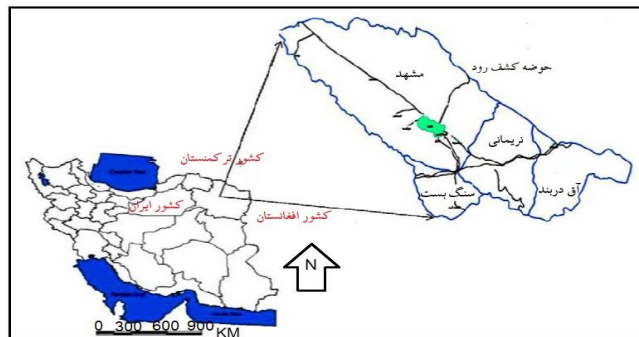 حوضه کشف رود
مشهد
نریمانی
آق دربند
سنگ بست
کشور ترکمنستان
کشور ایران
کشور افغانستان
N
0 300 600 900 KM